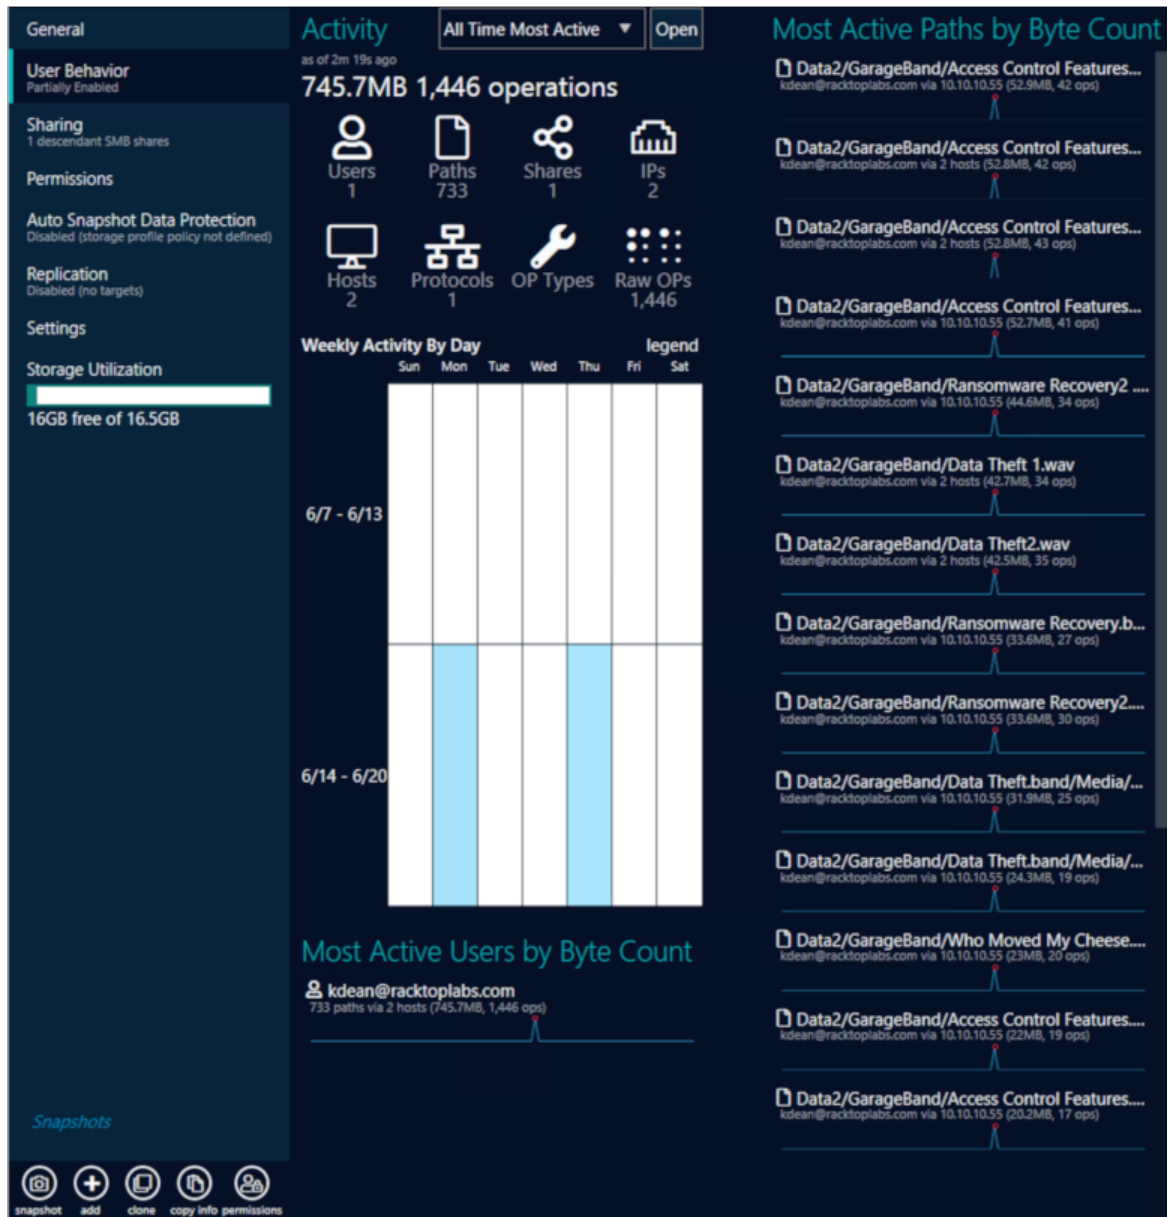 General
User Behavior
Partially Enabled
Sharing
1 descendant SMB shares
Permissions
Auto Snapshot Data Protection
Disabled (storage profile policy not defined)
Replication
Disabled (no targets)
Settings
Storage Utilization
16GB free of 16.5GB
Snapshots
snapshot add clone copy info permissions
Activity
All Time Most Active Open
as of 2m 19s ago
745.7MB 1,446 operations
Users Paths Shares IPs
1 733 1 2
Hosts Protocols OP Types Raw OPs
2 1 1,446
Weekly Activity By Day legend
Sun Mon Tue Wed Thu Fri Sat
6/7 - 6/13
6/14 - 6/20
Most Active Users by Byte Count
kdean@racktoplabs.com
733 paths via 2 hosts (745.7MB, 1,446 ops)
Most Active Paths by Byte Count
Data2/GarageBand/Access Control Features...
kdean@racktoplabs.com via 10.10.10.55 (52.9MB, 42 ops)
Data2/GarageBand/Access Control Features...
kdean@racktoplabs.com via 2 hosts (52.8MB, 42 ops)
Data2/GarageBand/Access Control Features...
kdean@racktoplabs.com via 2 hosts (52.8MB, 43 ops)
Data2/GarageBand/Access Control Features...
kdean@racktoplabs.com via 10.10.10.55 (52.7MB, 41 ops)
Data2/GarageBand/Ransomware Recovery2 ....
kdean@racktoplabs.com via 10.10.10.55 (44.6MB, 34 ops)
Data2/GarageBand/Data Theft 1.wav
kdean@racktoplabs.com via 2 hosts (42.7MB, 34 ops)
Data2/GarageBand/Data Theft2.wav
kdean@racktoplabs.com via 2 hosts (42.5MB, 35 ops)
Data2/GarageBand/Ransomware Recovery.b...
kdean@racktoplabs.com via 10.10.10.55 (33.6MB, 27 ops)
Data2/GarageBand/Ransomware Recovery2....
kdean@racktoplabs.com via 10.10.10.55 (33.6MB, 30 ops)
Data2/GarageBand/Data Theft.band/Media/...
kdean@racktoplabs.com via 10.10.10.55 (31.9MB, 25 ops)
Data2/GarageBand/Data Theft.band/Media/...
kdean@racktoplabs.com via 10.10.10.55 (24.3MB, 19 ops)
Data2/GarageBand/Who Moved My Cheese....
kdean@racktoplabs.com via 10.10.10.55 (23MB, 20 ops)
Data2/GarageBand/Access Control Features....
kdean@racktoplabs.com via 10.10.10.55 (22MB, 19 ops)
Data2/GarageBand/Access Control Features....
kdean@racktoplabs.com via 10.10.10.55 (20.2MB, 17 ops)